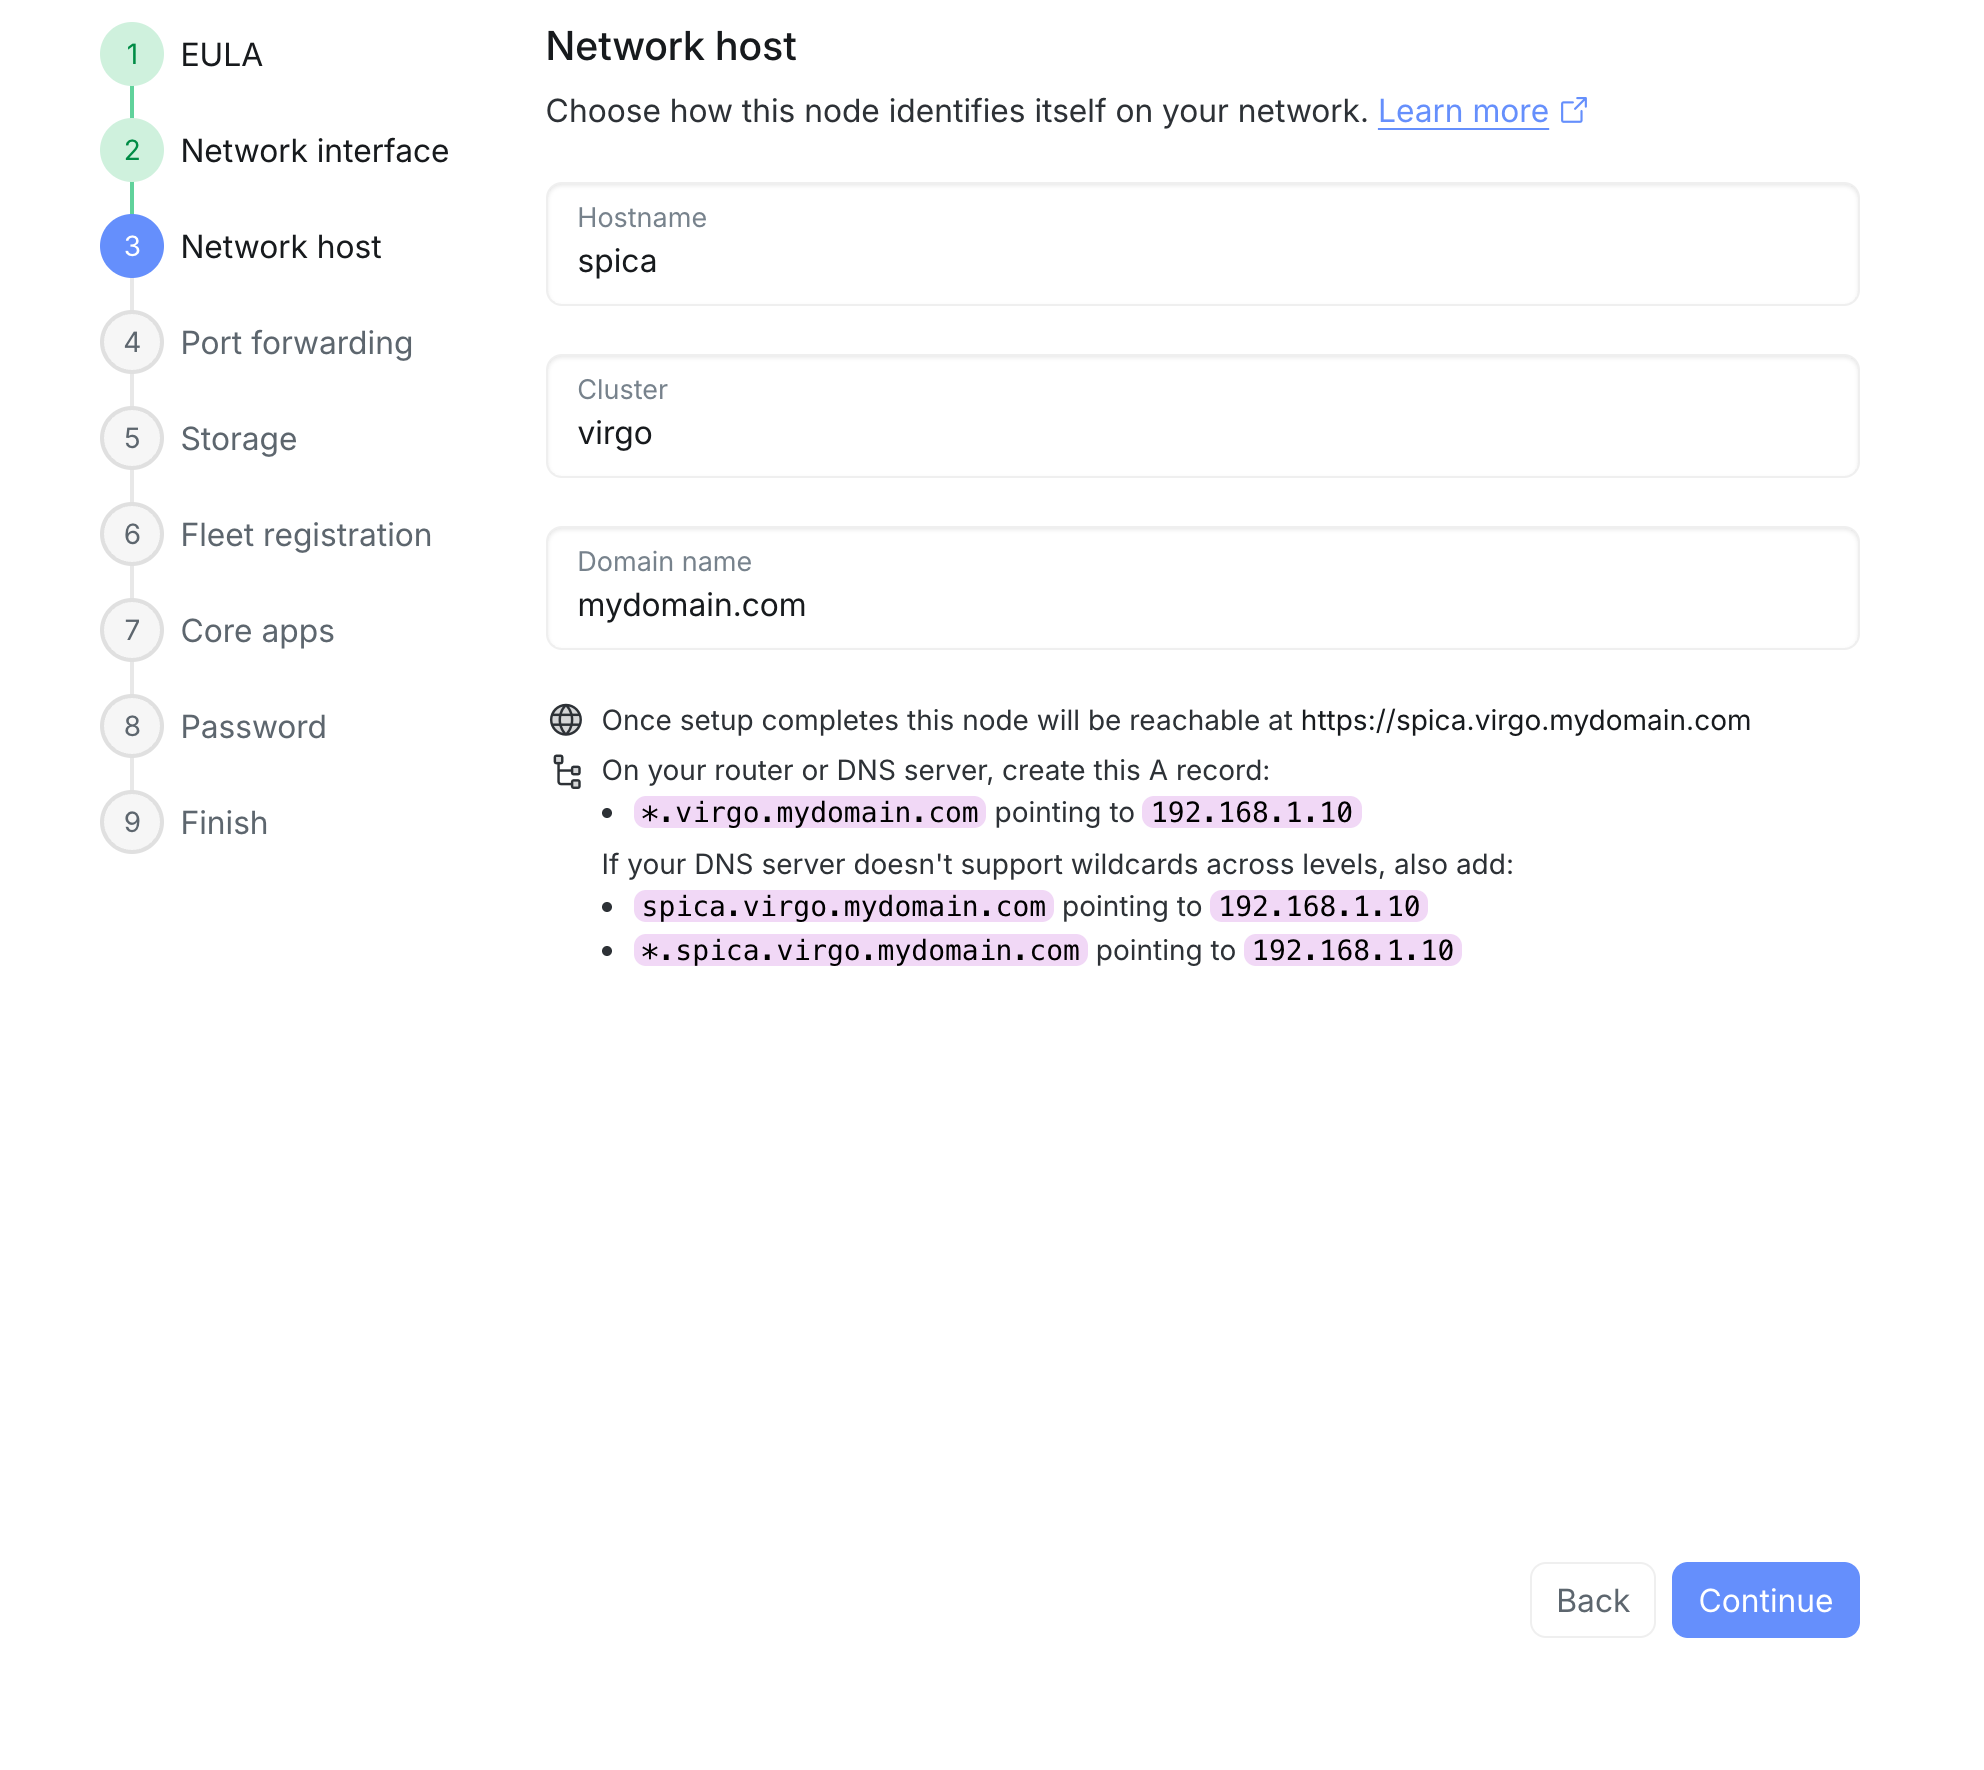 1 EULA
2 Network interface
3 Network host
4 Port forwarding
5 Storage
6 Fleet registration
7 Core apps
8 Password
9 Finish
Network host
Choose how this node identifies itself on your network. Learn more
Hostname
spica
Cluster
virgo
Domain name
mydomain.com
Once setup completes this node will be reachable at https://spica.virgo.mydomain.com
On your router or DNS server, create this A record:
• *.virgo.mydomain.com pointing to 192.168.1.10
If your DNS server doesn't support wildcards across levels, also add:
• spica.virgo.mydomain.com pointing to 192.168.1.10
• *.spica.virgo.mydomain.com pointing to 192.168.1.10
Back
Continue